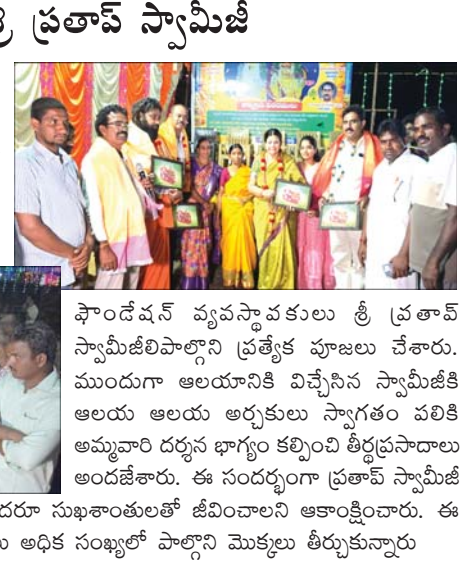 శ్రీ ప్రతాప్ స్వామీజీ
ఫౌండేషన్ వ్యవస్థాపకులు శ్రీ ప్రతాప్
స్వామీజీలిపాల్గొని ప్రత్యేక పూజలు చేశారు.
ముందుగా ఆలయానికి విచ్చేసిన స్వామీజీకి
ఆలయ ఆలయ అర్చకులు స్వాగతం పలికి
అమ్మవారి దర్శన భాగ్యం కల్పించి తీర్థప్రసాదాలు
అందజేశారు. ఈ సందర్భంగా ప్రతాప్ స్వామీజీ
దరూ సుఖశాంతులతో జీవించాలని ఆకాంక్షించారు. ఈ
అధిక సంఖ్యలో పాల్గొని మొక్కలు తీర్చుకున్నారు